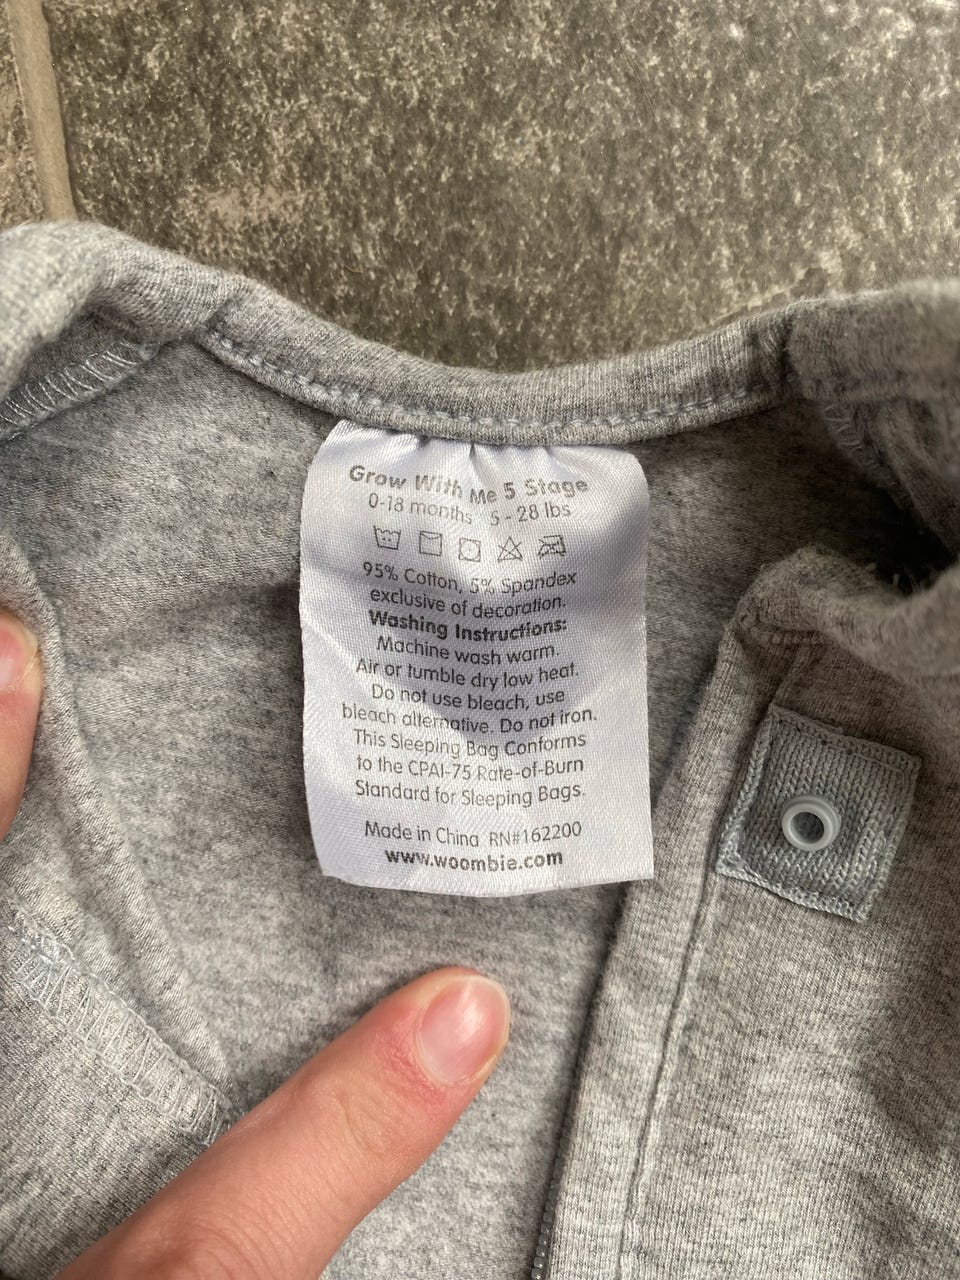 Grow With Me 5 Stage
0-18 months 5 - 28 lbs
95% Cotton, 5% Spandex
exclusive of decoration.
Washing Instructions:
Machine wash warm.
Air or tumble dry low heat.
Do not use bleach, use
bleach alternative. Do not iron.
This Sleeping Bag Conforms
to the CPAI-75 Rate-of-Burn
Standard for Sleeping Bags.
Made in China RN#162200
www.woombie.com